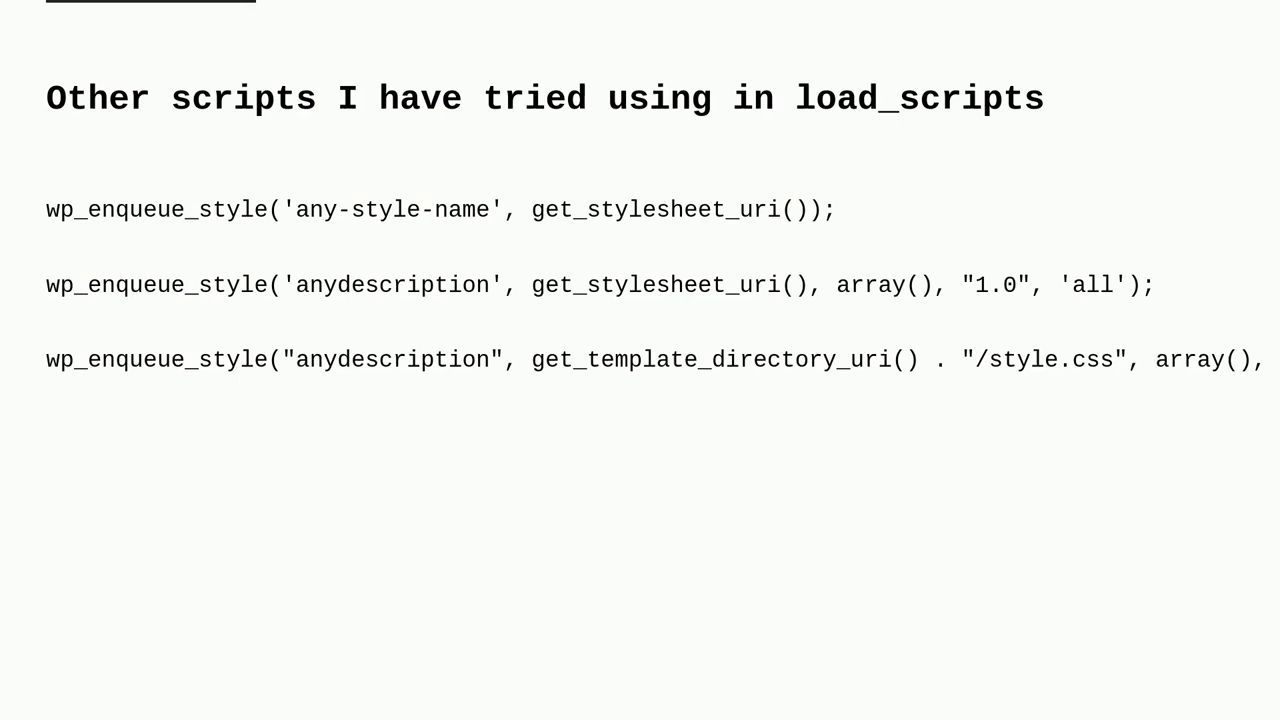 Other scripts I have tried using in load_scripts
wp_enqueue_style('any-style-name', get_stylesheet_uri());
wp_enqueue_style('anydescription', get_stylesheet_uri(), array(), "1.0", 'all');
wp_enqueue_style("anydescription", get_template_directory_uri() . "/style.css", array(),